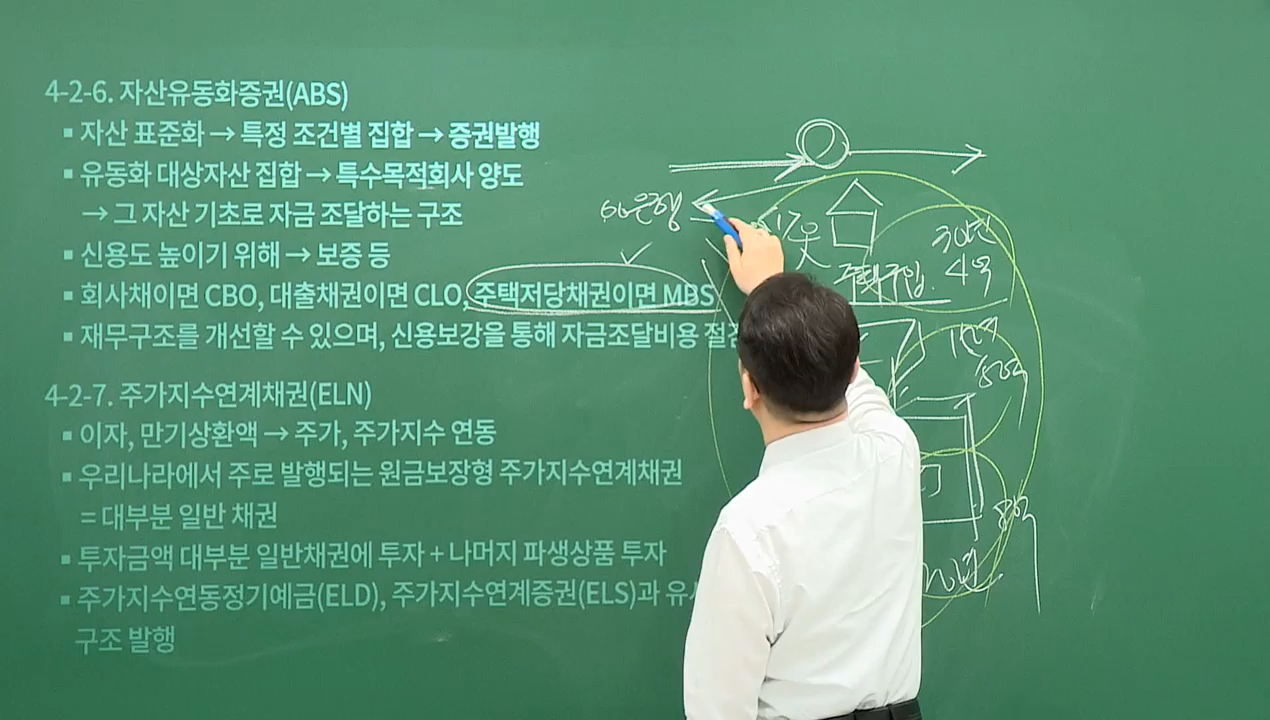 4-2-6. 자산유동화증권(ABS)
▪ 자산 표준화 → 특정 조건별 집합 → 증권발행
▪ 유동화 대상자산 집합 → 특수목적회사 양도
→ 그 자산 기초로 자금 조달하는 구조
▪ 신용도 높이기 위해 → 보증 등
▪ 회사채이면 CBO, 대출채권이면 CLO, 주택저당채권이면 MBS
▪ 재무구조를 개선할 수 있으며, 신용보강을 통해 자금조달비용
4-2-7. 주가지수연계채권(ELN)
▪ 이자, 만기상환액 → 주가, 주가지수 연동
▪ 우리나라에서 주로 발행되는 원금보장형 주가지수연계채권
= 대부분 일반 채권
▪ 투자금액 대부분 일반채권에 투자 + 나머지 파생상품 투자
▪ 주가지수연동정기예금(ELD), 주가지수연계증권(ELS)과
구조 발행
은행
30년
주택구입 4억